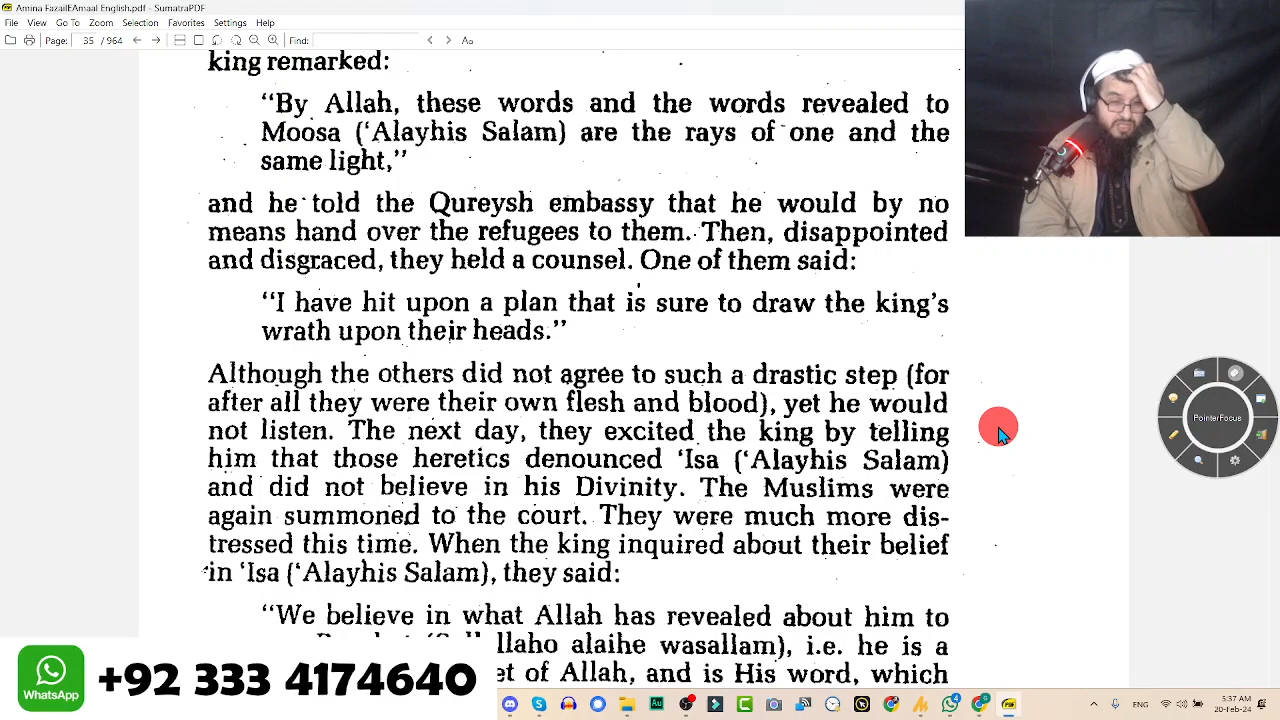 Amina FazailEAmaal English.pdf - SumatraPDF
File View Go To Zoom Selection Favorites Settings Help
Page: 35 / 964 Find: Aa
king remarked:
“By Allah, these words and the words revealed to
Moosa (‘Alayhis Salam) are the rays of one and the
same light,”
and he told the Qureysh embassy that he would by no
means hand over the refugees to them. Then, disappointed
and disgraced, they held a counsel. One of them said:
“I have hit upon a plan that is sure to draw the king’s
wrath upon their heads.”
Although the others did not agree to such a drastic step (for
after all they were their own flesh and blood), yet he would
not listen. The next day, they excited the king by telling
him that those heretics denounced ‘Isa (‘Alayhis Salam)
and did not believe in his Divinity. The Muslims were
again summoned to the court. They were much more dis-
tressed this time. When the king inquired about their belief
in ‘Isa (‘Alayhis Salam), they said:
“We believe in what Allah has revealed about him to
alaihe wasallam), i.e. he is a
of Allah, and is His word, which
PointerFocus
WhatsApp
+92 333 4174640
Au
4
ENG
5:37 AM
20-Feb-24